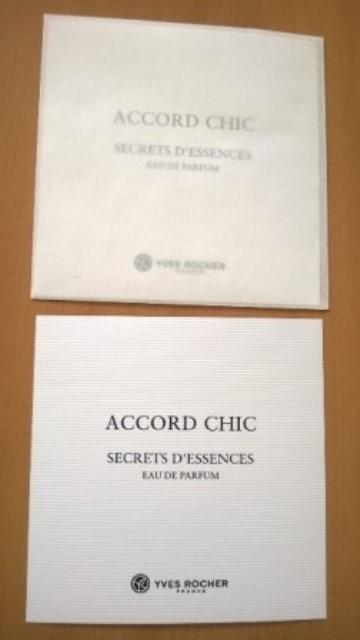 ACCORD CHIC
SECRETS D'ESSENCES
EAU DE PARFUM
YVES ROCHER
FRANCE
ACCORD CHIC
SECRETS D'ESSENCES
EAU DE PARFUM
YVES ROCHER
FRANCE